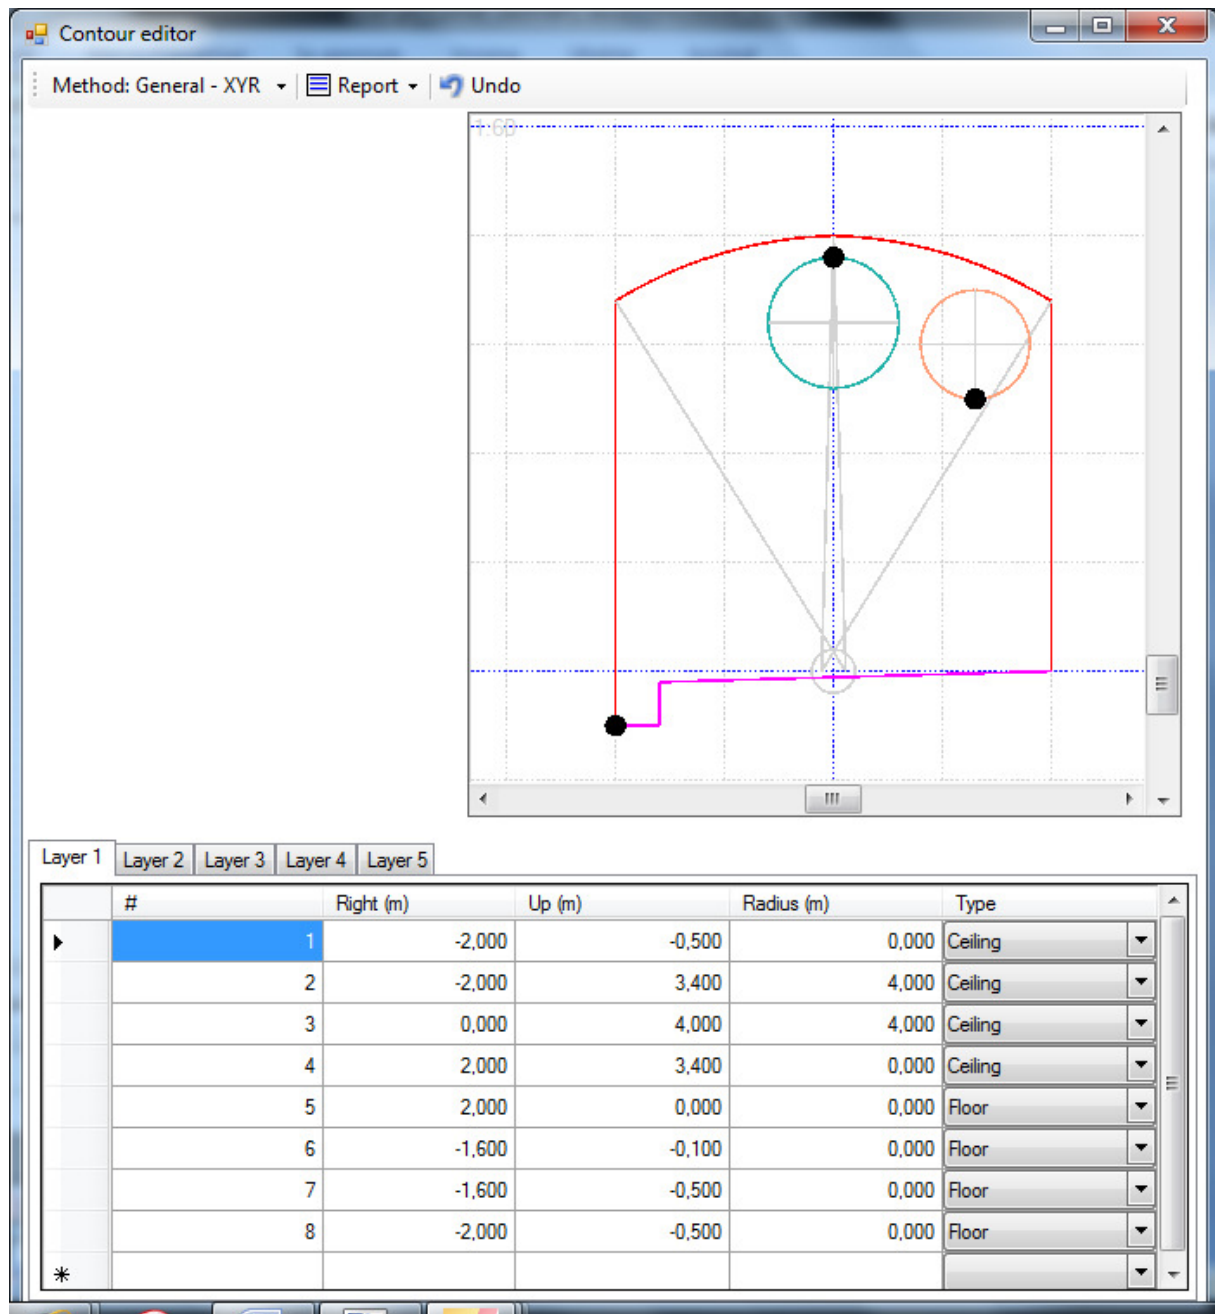 Contour editor
Method: General - XYR Report Undo
1:60
Layer 1 Layer 2 Layer 3 Layer 4 Layer 5
# Right (m) Up (m) Radius (m) Type
1 -2,000 -0,500 0,000 Ceiling
2 -2,000 3,400 4,000 Ceiling
3 0,000 4,000 4,000 Ceiling
4 2,000 3,400 0,000 Ceiling
5 2,000 0,000 0,000 Floor
6 -1,600 -0,100 0,000 Floor
7 -1,600 -0,500 0,000 Floor
8 -2,000 -0,500 0,000 Floor